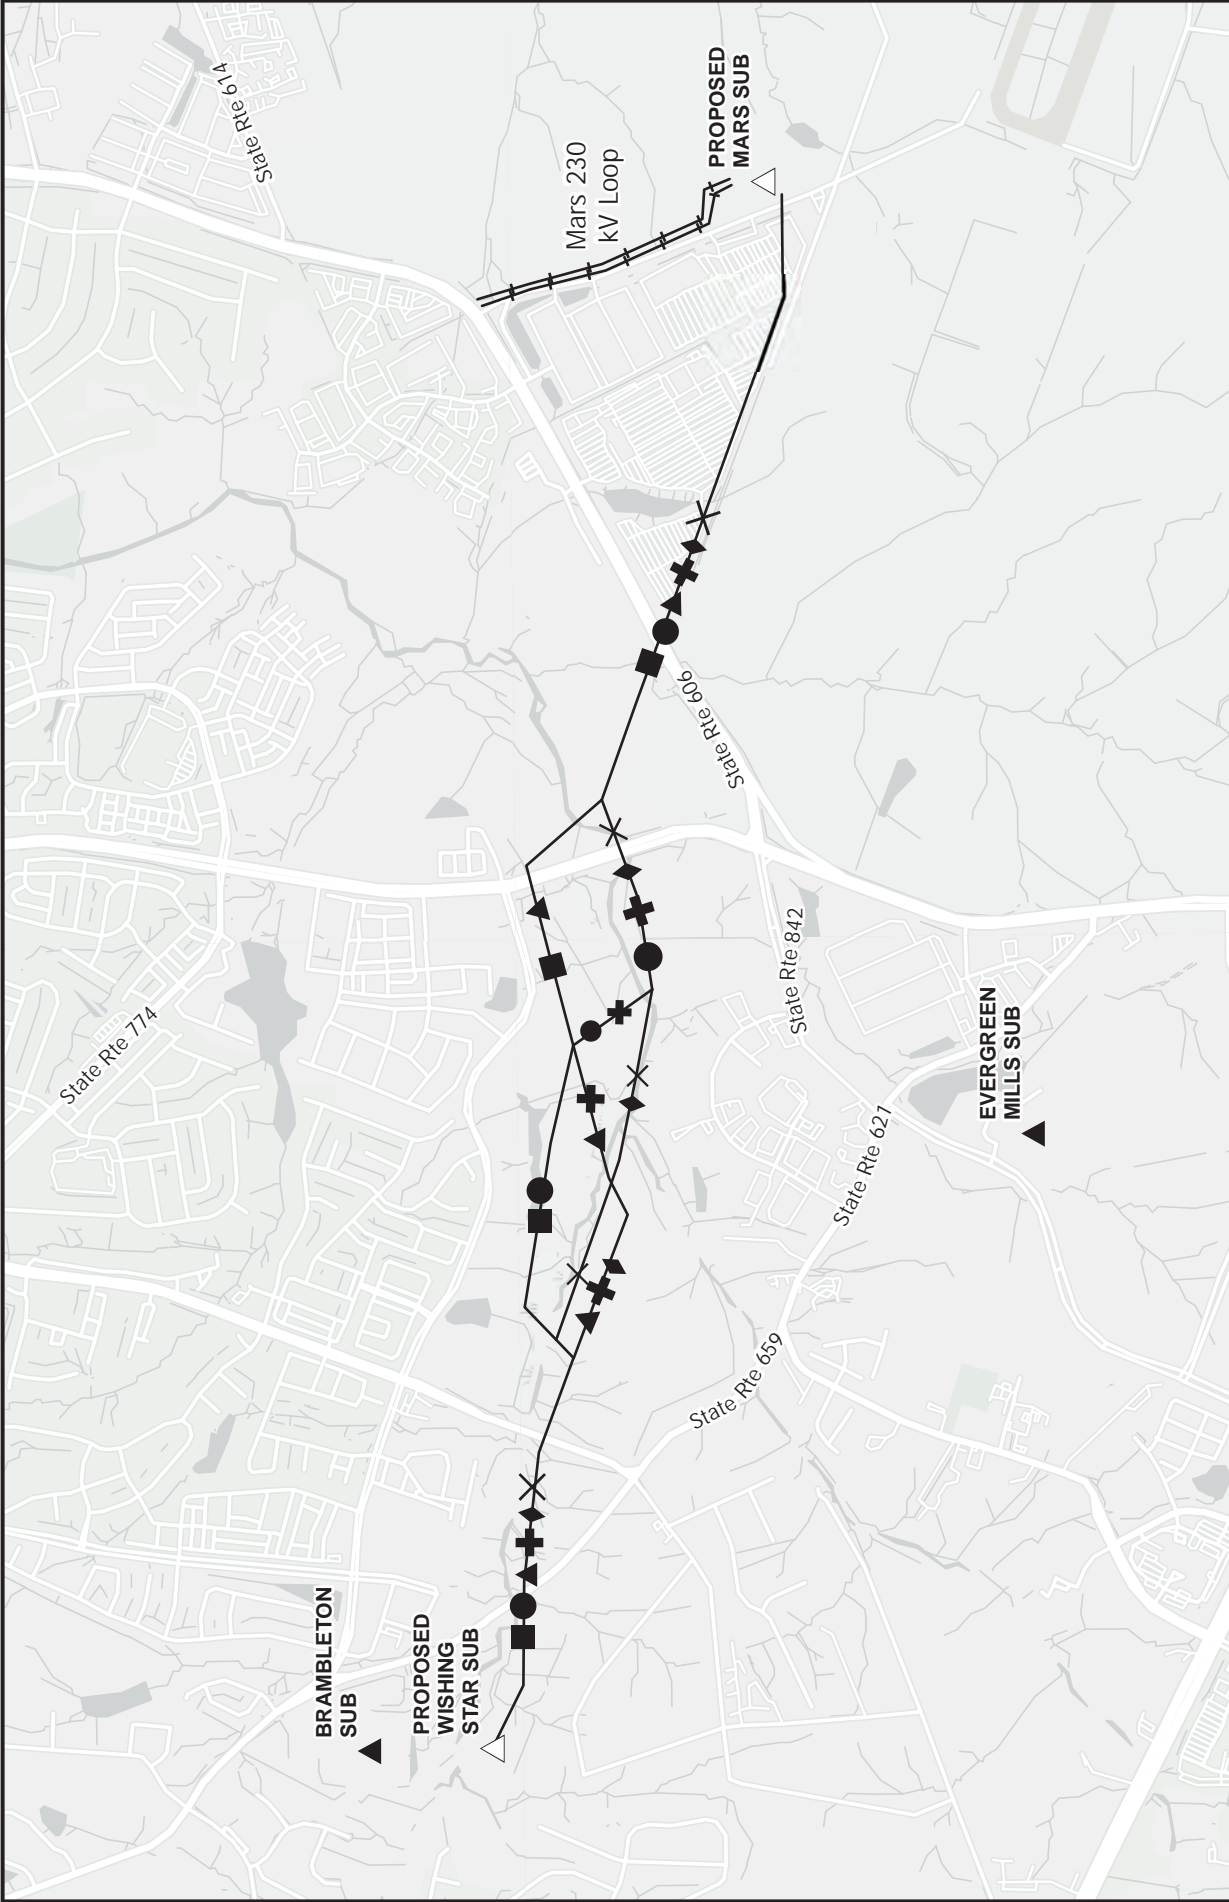 BRAMBLETON
SUB
PROPOSED
WISHING
STAR SUB
State Rte 774
State Rte 614
Mars 230
kV Loop
PROPOSED
MARS SUB
State Rte 606
State Rte 842
State Rte 659
State Rte 621
EVERGREEN
MILLS SUB